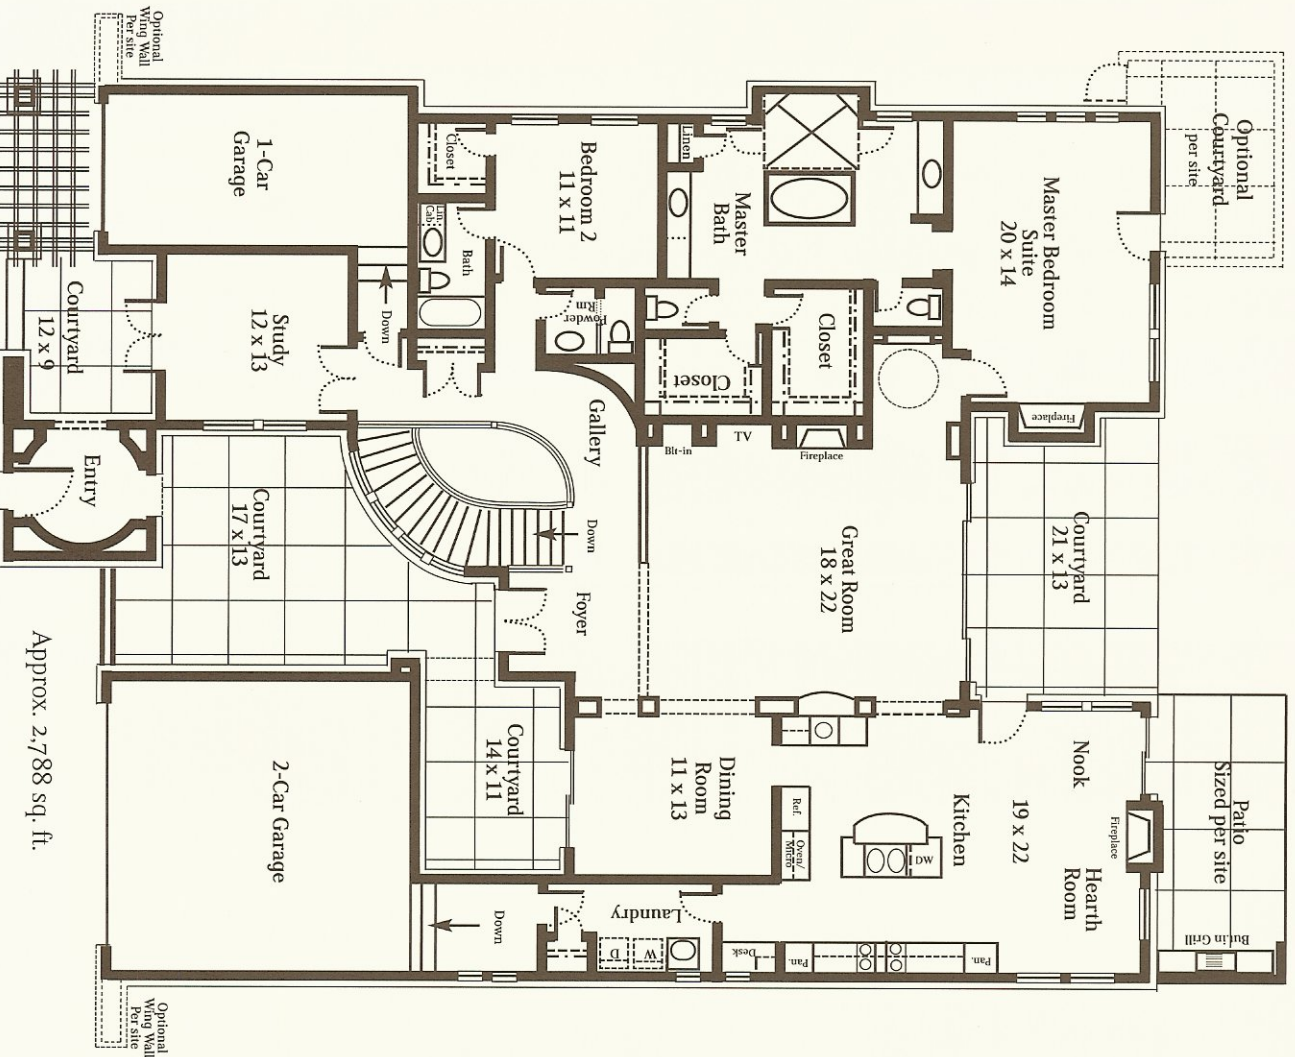 Optional
Courtyard
per site
Patio
Sized per site
But.in Grill
Master Bedroom
Suite
20 x 14
Fireplace
Courtyard
21 x 13
Nook
19 x 22
Fireplace
Hearth
Room
Kitchen
DW
Pan.
Pan.
Desk
Ref.
Oven/
Micro
Master
Bath
Linen
Closet
Closet
Fireplace
TV
Blt-in
Great Room
18 x 22
Dining
Room
11 x 13
Bedroom 2
11 x 11
Powder
Rm
Gallery
Down
Foyer
Laundry
W
D
Closet
Lin.
Cab.
Bath
Courtyard
14 x 11
Down
1-Car
Garage
Down
Study
12 x 13
Courtyard
17 x 13
2-Car Garage
Optional
Wing Wall
Per site
Courtyard
12 x 9
Entry
Optional
Wing Wall
Per site
Approx. 2,788 sq. ft.